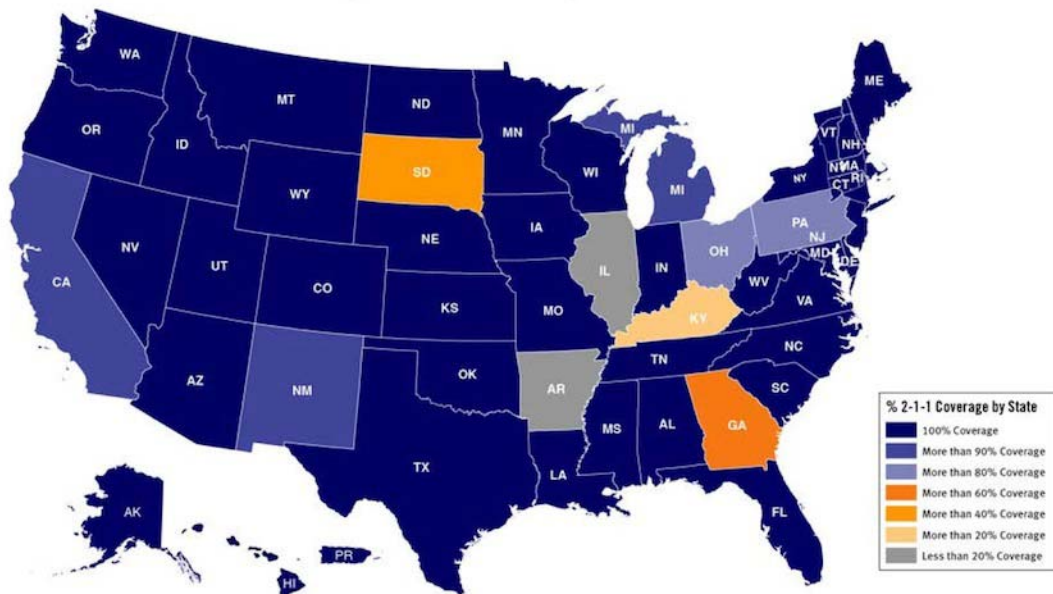 WA
MT
ND
MN
ME
OR
ID
WY
SD
WI
MI
MI
VT
NH
NY
NY
MA
CT
RI
NV
UT
CO
NE
IA
IL
IN
OH
PA
NJ
MD
DE
CA
KS
MO
KY
WV
VA
AZ
NM
OK
AR
TN
NC
SC
TX
LA
MS
AL
GA
FL
AK
HI
PR
% 2-1-1 Coverage by State
100% Coverage
More than 90% Coverage
More than 80% Coverage
More than 60% Coverage
More than 40% Coverage
More than 20% Coverage
Less than 20% Coverage